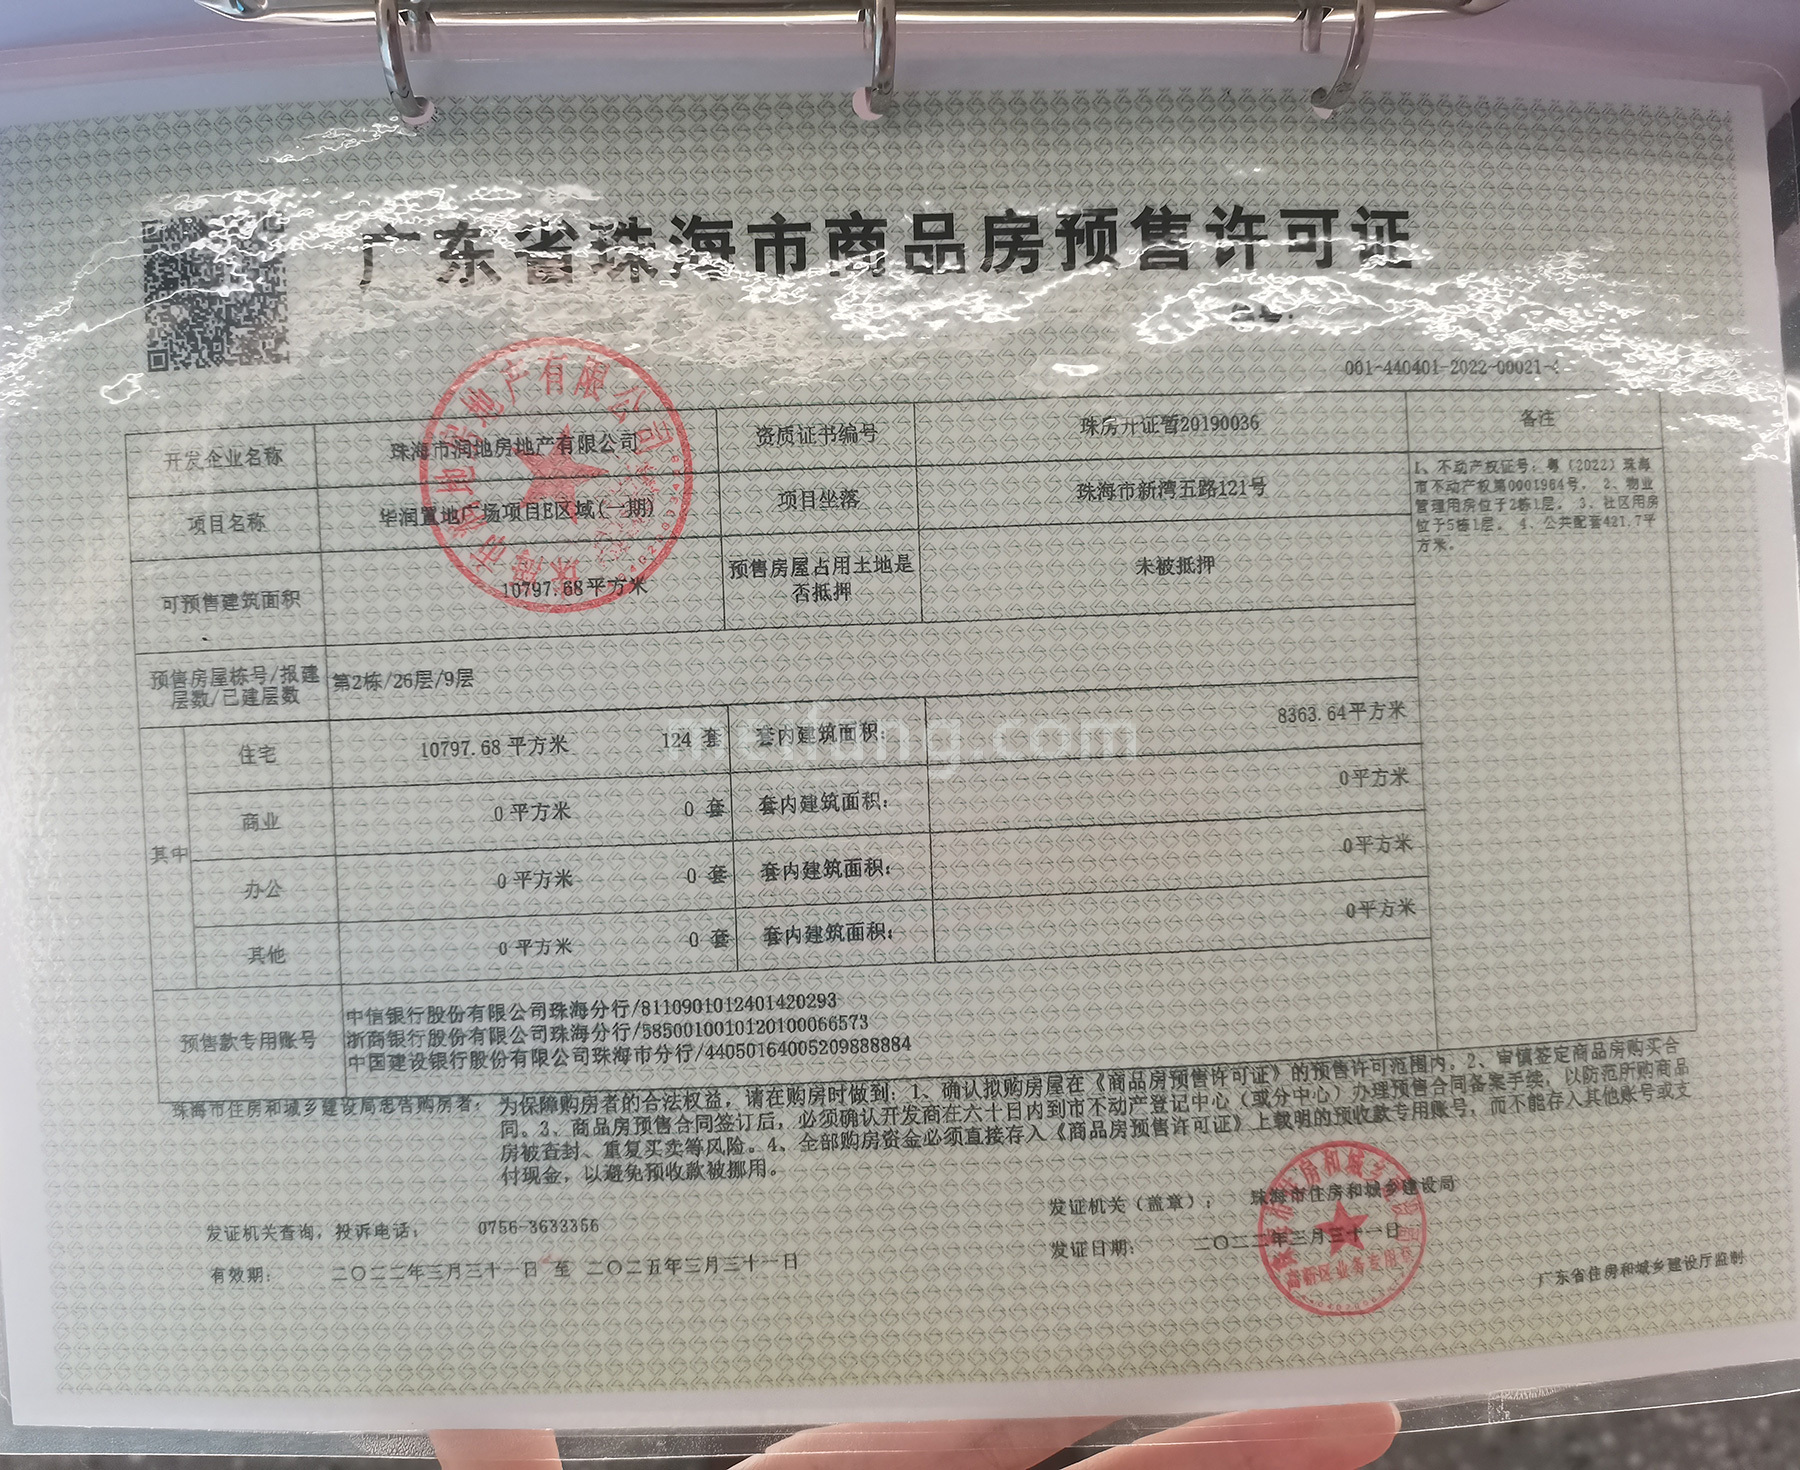 广东省珠海市商品房预售许可证
001-440401-2022-00021-
开发企业名称 珠海市润地房地产有限公司 资质证书编号 珠房开证暂20190036 备注
项目名称 华润置地广场项目E区域(一期) 项目坐落 珠海市新湾五路121号
1、不动产权证号：粤（2022）珠海
市不动产权第0001964号。 2、物业
管理用房位于2栋1层。 3、社区用房
位于5栋1层。 4、公共配套421.7平
方米。
可预售建筑面积 10797.68平方米 预售房屋占用土地是
否抵押 未被抵押
预售房屋栋号/报建
层数/已建层数 第2栋/26层/9层
其中
住宅 10797.68 平方米 124 套 套内建筑面积： 8363.64平方米
商业 0 平方米 0 套 套内建筑面积： 0平方米
办公 0 平方米 0 套 套内建筑面积： 0平方米
其他 0 平方米 0 套 套内建筑面积： 0平方米
预售款专用账号
中信银行股份有限公司珠海分行/8110901012401420293
浙商银行股份有限公司珠海分行/5850010010120100066573
中国建设银行股份有限公司珠海市分行/44050164005209888884
珠海市住房和城乡建设局忠告购房者：
为保障购房者的合法权益，请在购房时做到：1、确认拟购房屋在《商品房预售许可证》的预售许可范围内。2、审慎签定商品房购买合
同。3、商品房预售合同签订后，必须确认开发商在六十日内到市不动产登记中心（或分中心）办理预售合同备案手续，以防范所购商品
房被查封、重复买卖等风险。4、全部购房资金必须直接存入《商品房预售许可证》上载明的预收款专用账号，而不能存入其他账号或支
付现金，以避免预收款被挪用。
发证机关查询，投诉电话： 0756-3633356
发证机关（盖章）： 珠海市住房和城乡建设局
有效期： 二〇二二年三月三十一日 至 二〇二五年三月三十一日
发证日期： 二〇二二年三月三十一日
广东省住房和城乡建设厅监制
高新区业务专用章
meifang.com